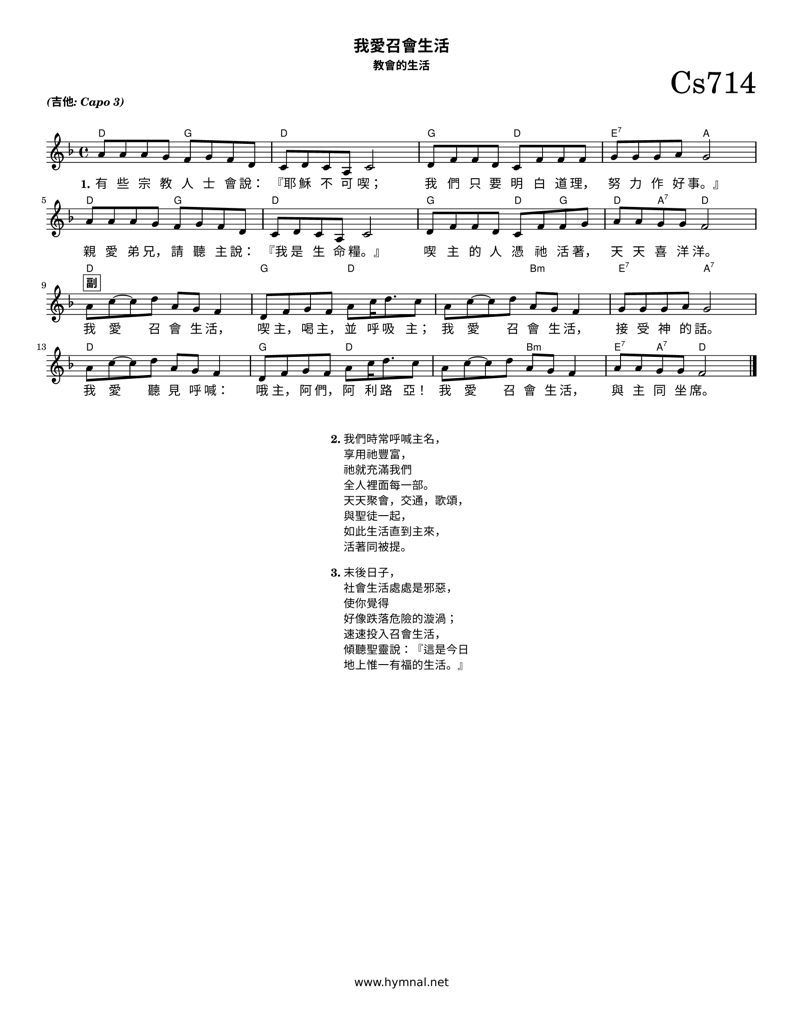 我愛召會生活
教會的生活
Cs714
(吉他: Capo 3)
D G D G D E7 A
1. 有 些 宗 教 人 士 會說：『耶穌 不 可喫； 我 們 只 要 明 白 道理， 努 力 作 好事。』
5 D G D G D G D A7 D
親 愛 弟兄，請 聽 主說：『我是 生 命糧。』 喫 主 的 人 憑 祂 活著， 天 天 喜 洋洋。
D G D Bm E7 A7
9 副
我 愛 召 會 生活， 喫主，喝主，並 呼吸 主； 我 愛 召 會 生活， 接 受 神 的話。
13 D G D Bm E7 A7 D
我 愛 聽 見 呼喊： 哦主，阿們，阿 利路 亞！ 我 愛 召 會 生活， 與 主 同 坐席。
2. 我們時常呼喊主名，
享用祂豐富，
祂就充滿我們
全人裡面每一部。
天天聚會，交通，歌頌，
與聖徒一起，
如此生活直到主來，
活著同被提。
3. 末後日子，
社會生活處處是邪惡，
使你覺得
好像跌落危險的漩渦；
速速投入召會生活，
傾聽聖靈說：『這是今日
地上惟一有福的生活。』
www.hymnal.net